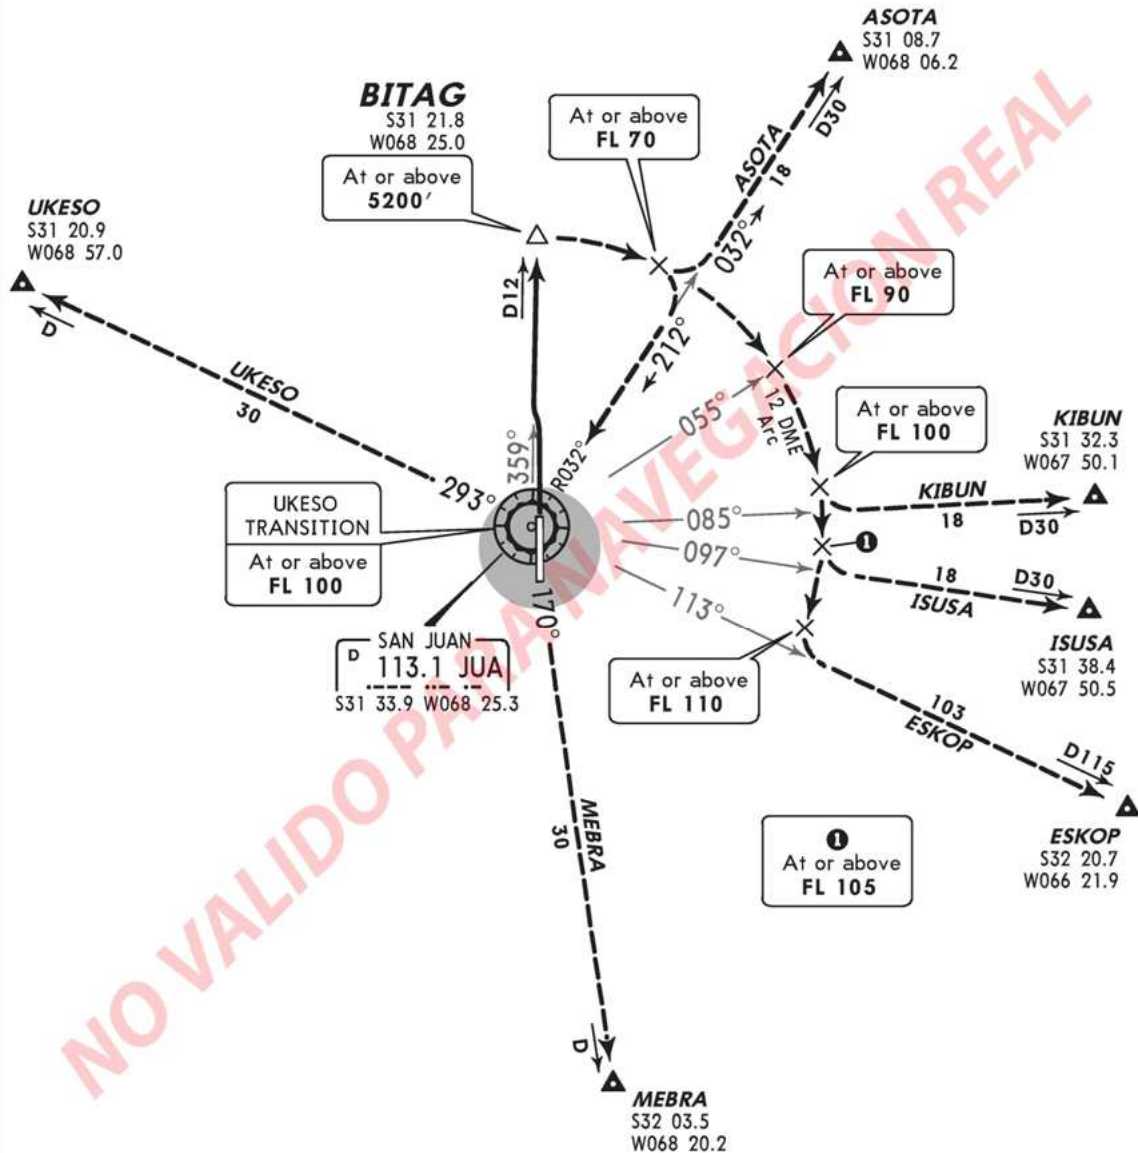 ASOTA
S31 08.7
W068 06.2
BITAG
S31 21.8
W068 25.0
At or above
5200'
At or above
FL 70
D30
ASOTA
18
032°
UKESO
S31 20.9
W068 57.0
D
UKESO
30
293°
D12
359°
R032°
212°
At or above
FL 90
055°
12 DME
Arc
At or above
FL 100
KIBUN
S31 32.3
W067 50.1
KIBUN
18
D30
085°
097°
113°
1
18
ISUSA
D30
ISUSA
S31 38.4
W067 50.5
UKESO
TRANSITION
At or above
FL 100
D
SAN JUAN
113.1 JUA
S31 33.9 W068 25.3
170°
At or above
FL 110
103
ESKOP
D115
ESKOP
S32 20.7
W066 21.9
1
At or above
FL 105
MEBRA
30
D
MEBRA
S32 03.5
W068 20.2
NO VALIDO PARA NAVEGACION REAL